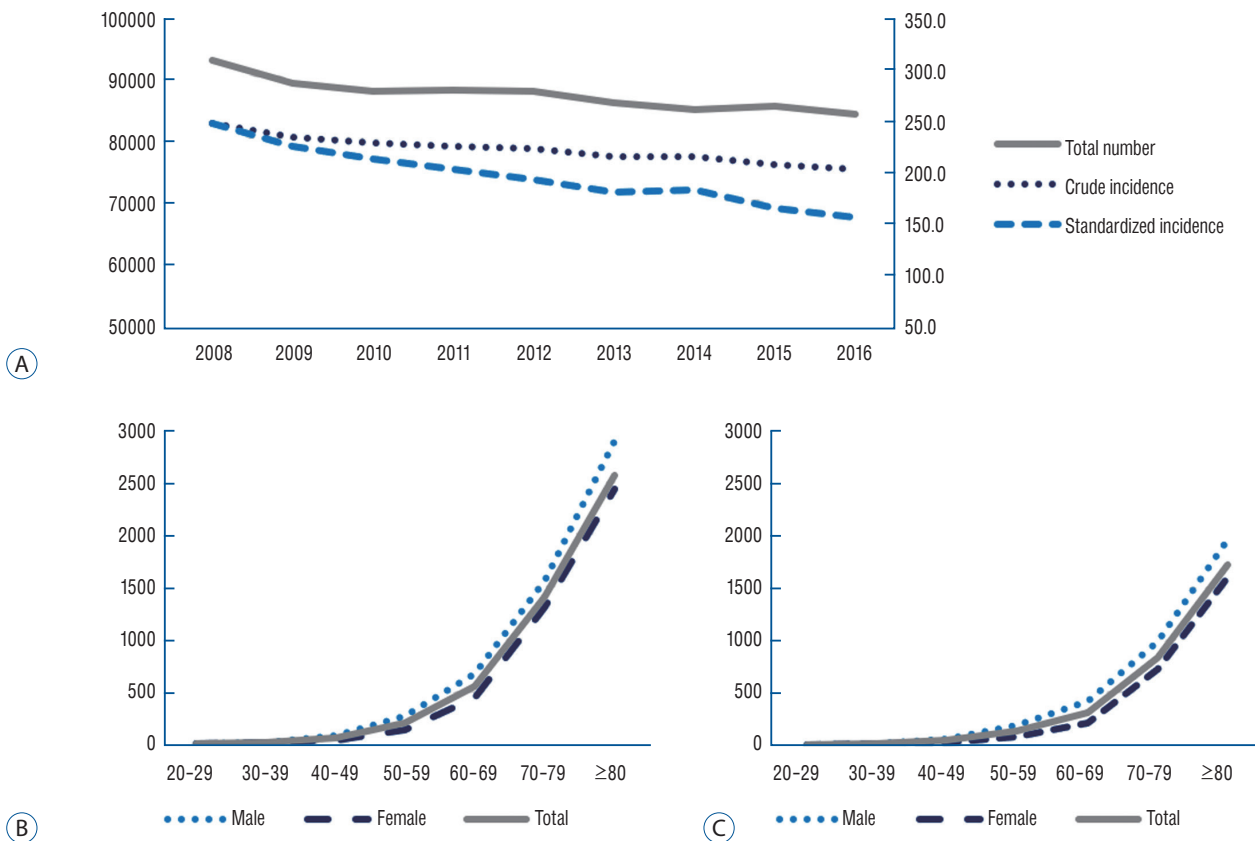 100000
90000
80000
70000
60000
50000
350.0
300.0
250.0
200.0
150.0
100.0
50.0
2008 2009 2010 2011 2012 2013 2014 2015 2016
Total number
Crude incidence
Standardized incidence
A
3000
2500
2000
1500
1000
500
0
20–29 30–39 40–49 50–59 60–69 70–79 ≥80
Male Female Total
B
3000
2500
2000
1500
1000
500
0
20–29 30–39 40–49 50–59 60–69 70–79 ≥80
Male Female Total
C